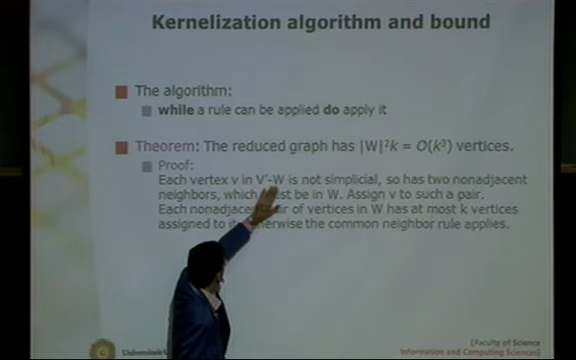 Kernelization algorithm and bound
The algorithm:
while a rule can be applied do apply it
Theorem: The reduced graph has |W|²k = O(k³) vertices.
Proof:
Each vertex v in V'-W is not simplicial, so has two nonadjacent
neighbors, which must be in W. Assign v to such a pair.
Each nonadjacent pair of vertices in W has at most k vertices
assigned to it, otherwise the common neighbor rule applies.
[Faculty of Science
Information and Computing Sciences]